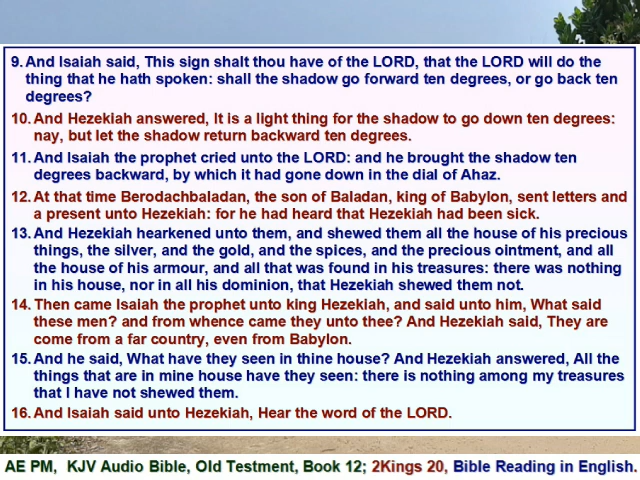 9. And Isaiah said, This sign shalt thou have of the LORD, that the LORD will do the
thing that he hath spoken: shall the shadow go forward ten degrees, or go back ten
degrees?
10. And Hezekiah answered, It is a light thing for the shadow to go down ten degrees:
nay, but let the shadow return backward ten degrees.
11. And Isaiah the prophet cried unto the LORD: and he brought the shadow ten
degrees backward, by which it had gone down in the dial of Ahaz.
12. At that time Berodachbaladan, the son of Baladan, king of Babylon, sent letters and
a present unto Hezekiah: for he had heard that Hezekiah had been sick.
13. And Hezekiah hearkened unto them, and shewed them all the house of his precious
things, the silver, and the gold, and the spices, and the precious ointment, and all
the house of his armour, and all that was found in his treasures: there was nothing
in his house, nor in all his dominion, that Hezekiah shewed them not.
14. Then came Isaiah the prophet unto king Hezekiah, and said unto him, What said
these men? and from whence came they unto thee? And Hezekiah said, They are
come from a far country, even from Babylon.
15. And he said, What have they seen in thine house? And Hezekiah answered, All the
things that are in mine house have they seen: there is nothing among my treasures
that I have not shewed them.
16. And Isaiah said unto Hezekiah, Hear the word of the LORD.
AE PM, KJV Audio Bible, Old Testment, Book 12; 2Kings 20, Bible Reading in English.